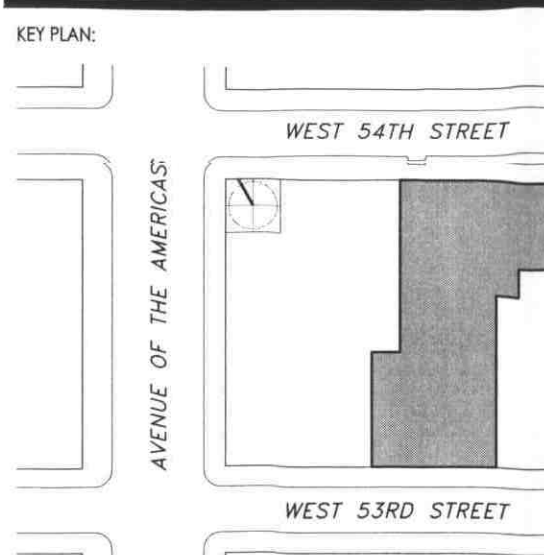 KEY PLAN:
WEST 54TH STREET
AVENUE OF THE AMERICAS
WEST 53RD STREET